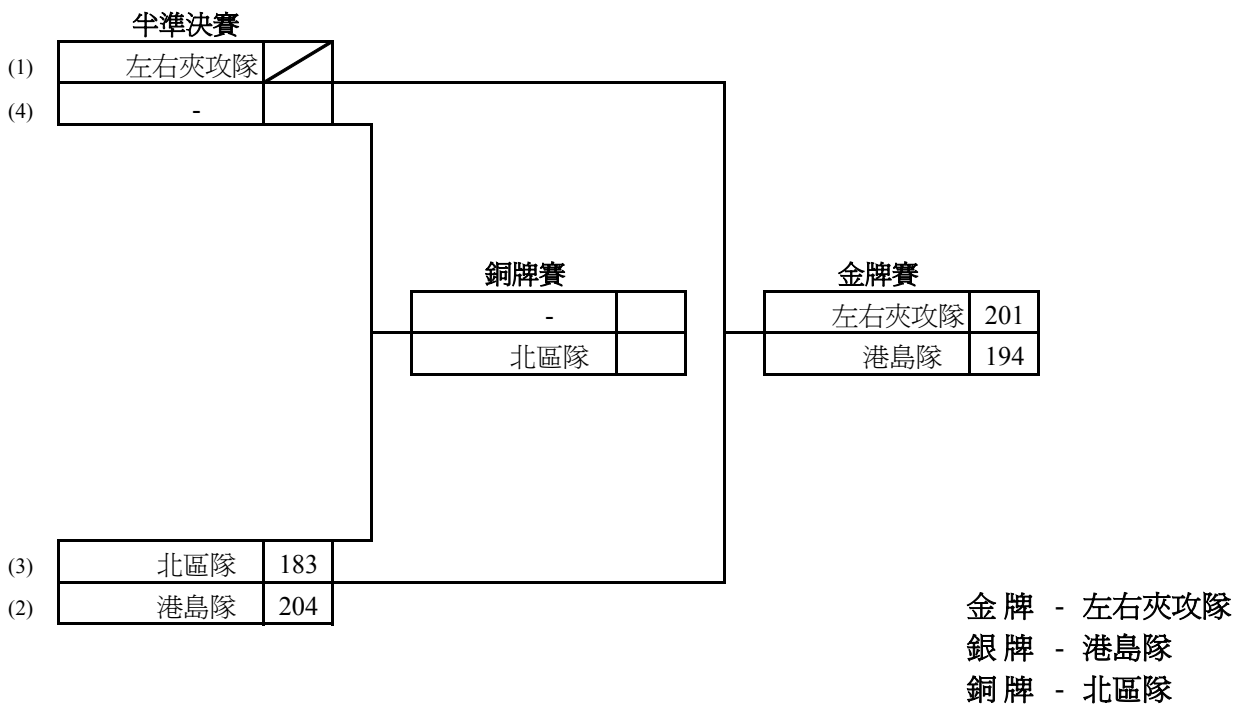 半準決賽
(1) 左右夾攻隊
(4) -
銅牌賽
-
北區隊
金牌賽
左右夾攻隊 201
港島隊 194
(3) 北區隊 183
(2) 港島隊 204
金 牌 - 左右夾攻隊
銀 牌 - 港島隊
銅 牌 - 北區隊